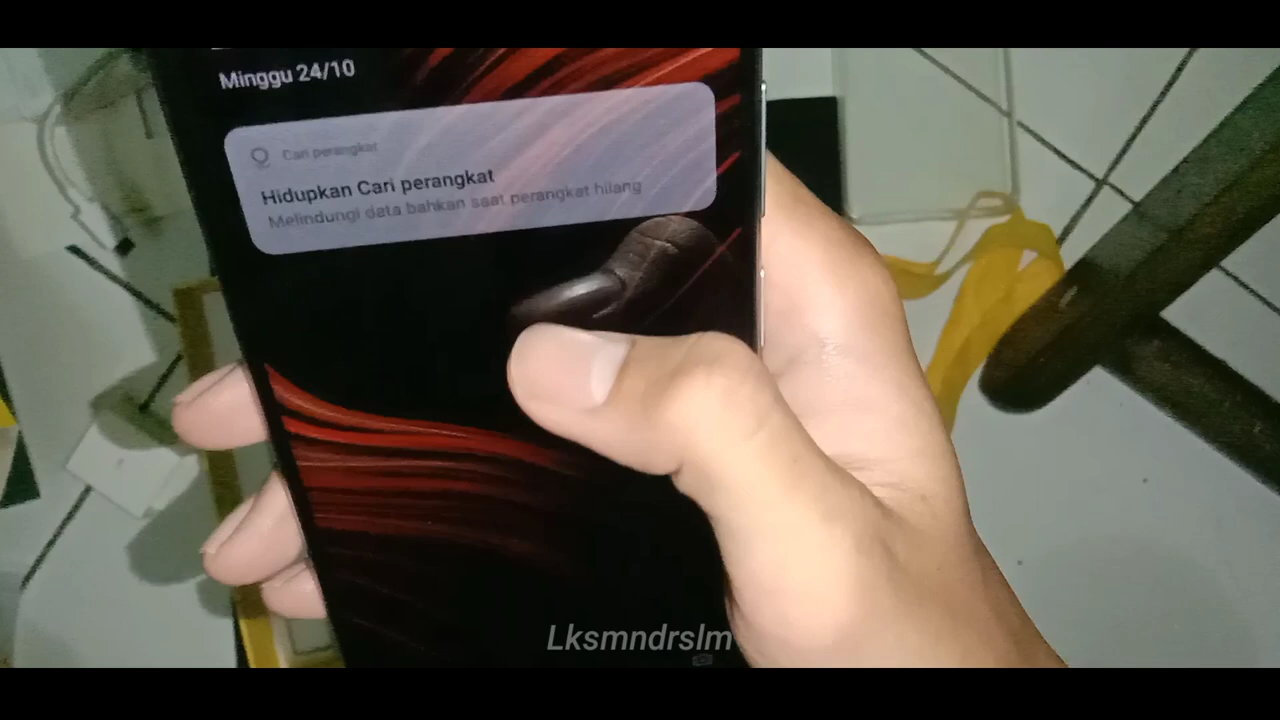 Minggu 24/10
Cari perangkat
Hidupkan Cari perangkat
Melindungi data bahkan saat perangkat hilang
Lksmndrslm